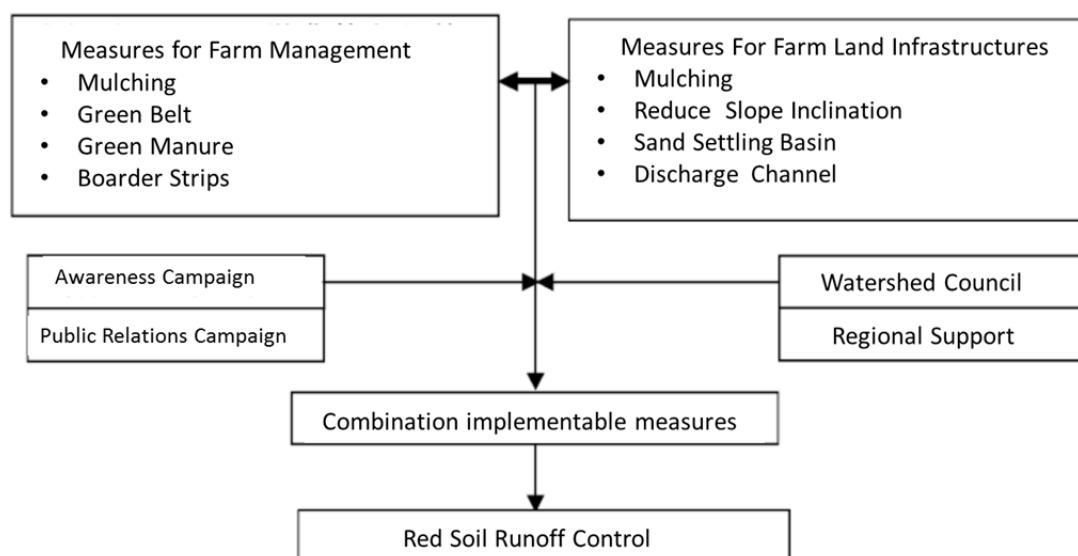 Measures for Farm Management
• Mulching
• Green Belt
• Green Manure
• Boarder Strips
Measures For Farm Land Infrastructures
• Mulching
• Reduce Slope Inclination
• Sand Settling Basin
• Discharge Channel
Awareness Campaign
Public Relations Campaign
Watershed Council
Regional Support
Combination implementable measures
Red Soil Runoff Control